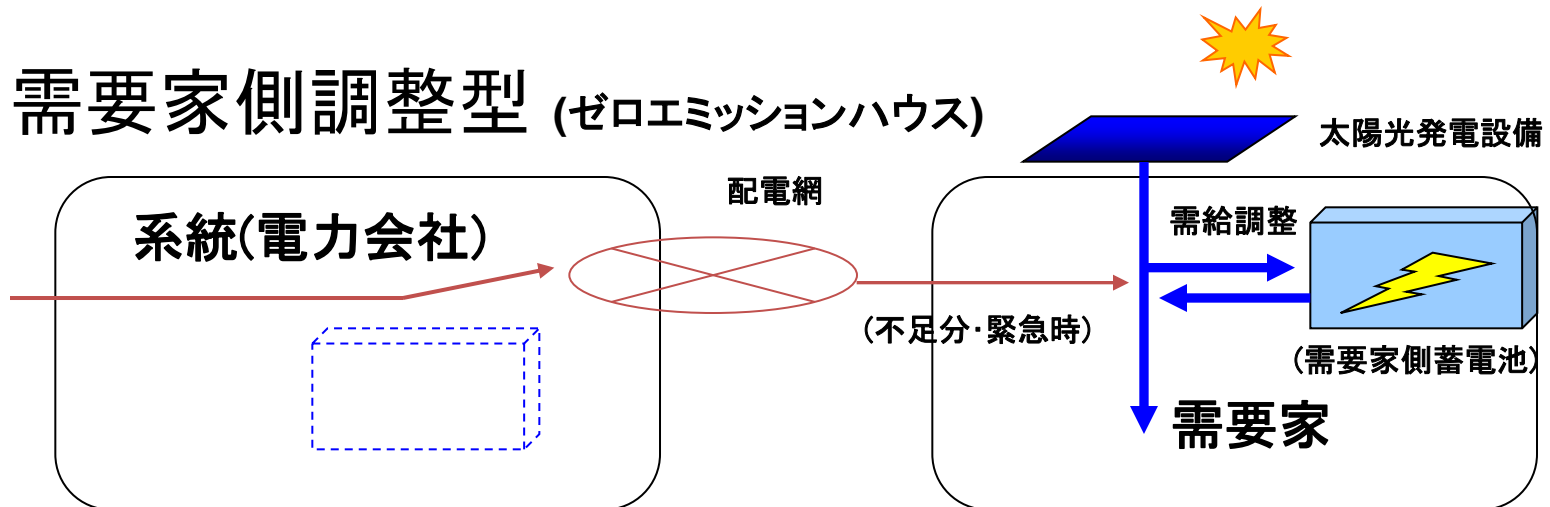 需要家側調整型 (ゼロエミッションハウス)
太陽光発電設備
配電網
系統(電力会社)
需給調整
(不足分・緊急時)
(需要家側蓄電池)
需要家